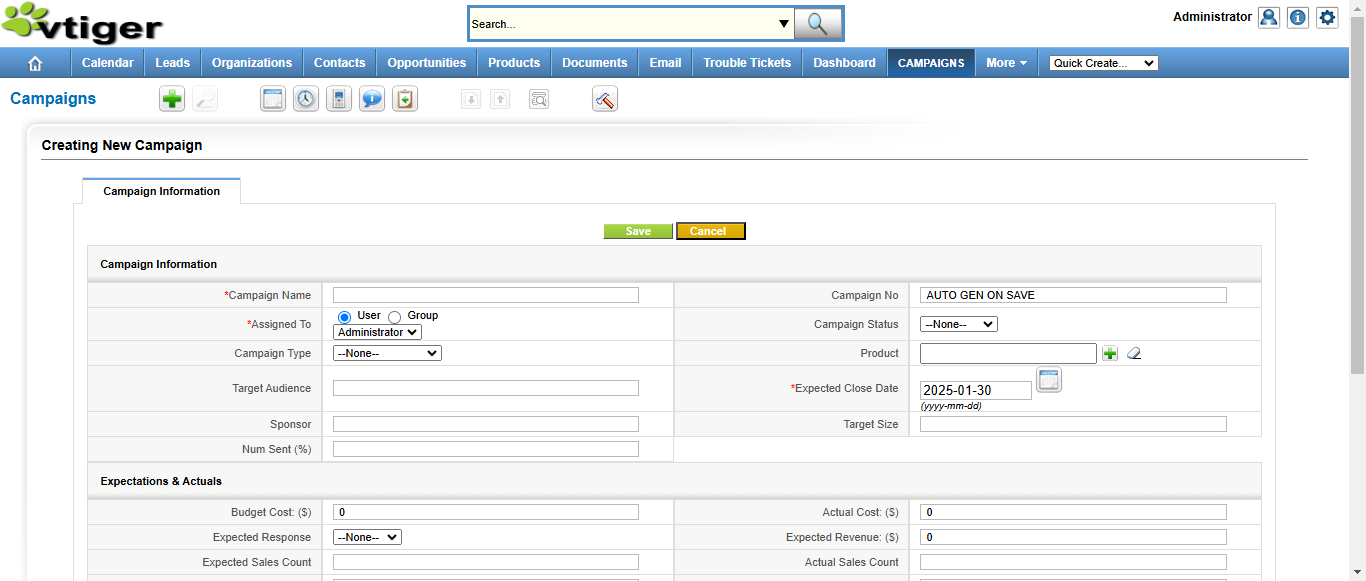 vtiger
Search...
Administrator
Calendar Leads Organizations Contacts Opportunities Products Documents Email Trouble Tickets Dashboard CAMPAIGNS More Quick Create...
Campaigns
Creating New Campaign
Campaign Information
Save Cancel
Campaign Information
*Campaign Name Campaign No AUTO GEN ON SAVE
*Assigned To User Group Administrator Campaign Status --None--
Campaign Type --None-- Product
Target Audience *Expected Close Date 2025-01-30
(yyyy-mm-dd)
Sponsor Target Size
Num Sent (%)
Expectations & Actuals
Budget Cost: ($) 0 Actual Cost: ($) 0
Expected Response --None-- Expected Revenue: ($) 0
Expected Sales Count Actual Sales Count